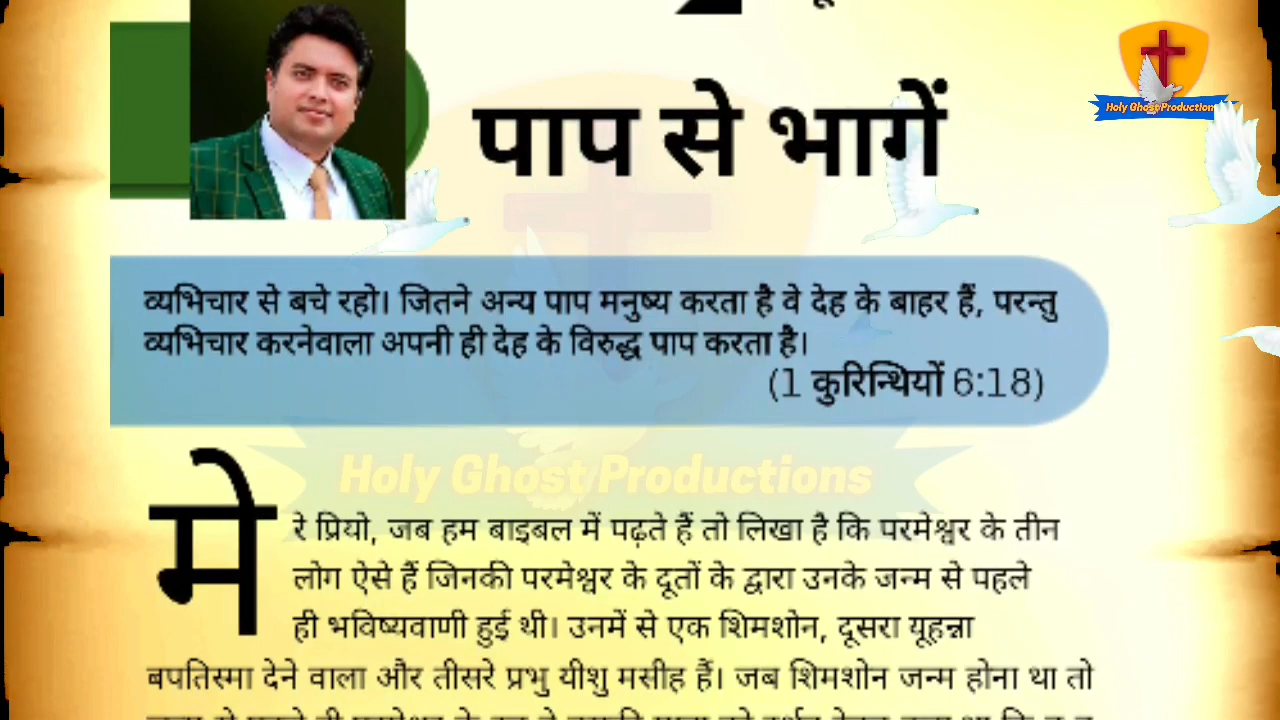 पाप से भागें
Holy Ghost Production
व्यभिचार से बचे रहो। जितने अन्य पाप मनुष्य करता है वे देह के बाहर हैं, परन्तु
व्यभिचार करनेवाला अपनी ही देह के विरुद्ध पाप करता है।
(1 कुरिन्थियों 6:18)
Holy Ghost Productions
मेरे प्रियो, जब हम बाइबल में पढ़ते हैं तो लिखा है कि परमेश्वर के तीन
लोग ऐसे हैं जिनकी परमेश्वर के दूतों के द्वारा उनके जन्म से पहले
ही भविष्यवाणी हुई थी। उनमें से एक शिमशोन, दूसरा यूहन्ना
बपतिस्मा देने वाला और तीसरे प्रभु यीशु मसीह हैं। जब शिमशोन जन्म होना था तो